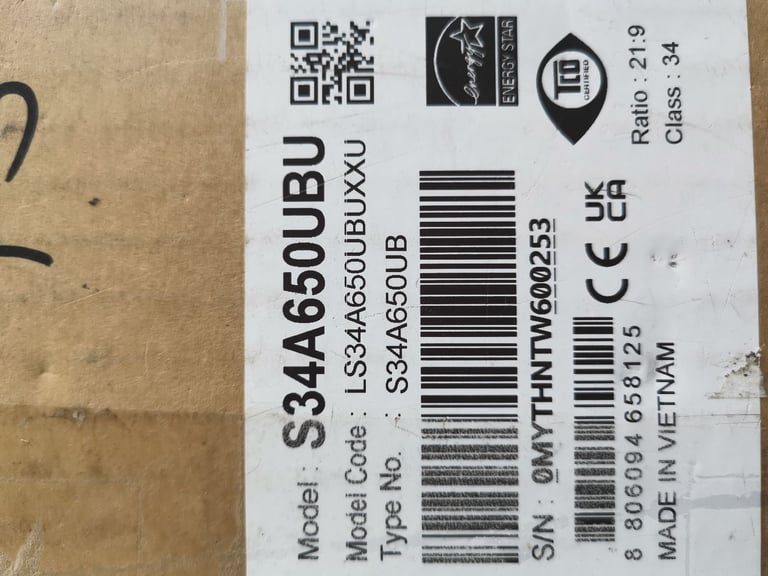 Model : S34A650UBU
Model Code : LS34A650UBUXXU
Type No. : S34A650UB
S/N : 0MYTHNTW600253
8 806094 658125
MADE IN VIETNAM
CE
UK
CA
energy
ENERGY STAR
TCO
CERTIFIED
Ratio : 21:9
Class : 34